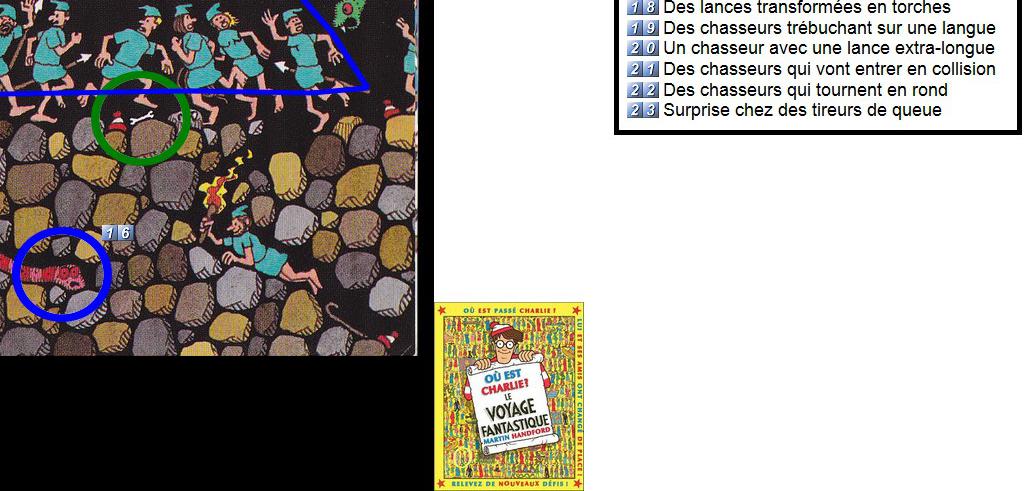 18 Des lances transformées en torches
19 Des chasseurs trébuchant sur une langue
20 Un chasseur avec une lance extra-longue
21 Des chasseurs qui vont entrer en collision
22 Des chasseurs qui tournent en rond
23 Surprise chez des tireurs de queue
16
OÙ EST PASSÉ CHARLIE?
LUI ET SES AMIS ONT CHANGÉ DE PLACE!
OÙ EST
CHARLIE?
LE
VOYAGE
FANTASTIQUE
MARTIN HANDFORD
RELEVEZ DE NOUVEAUX DÉFIS!